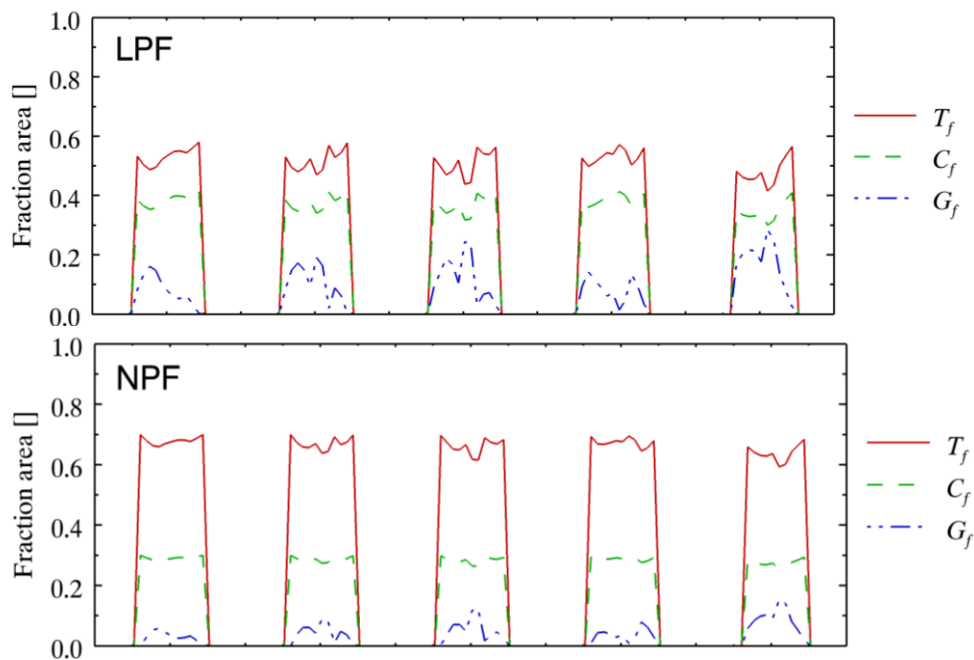 Fraction area []
1.0
0.8
0.6
0.4
0.2
0.0
LPF
T_f
C_f
G_f
Fraction area []
1.0
0.8
0.6
0.4
0.2
0.0
NPF
T_f
C_f
G_f